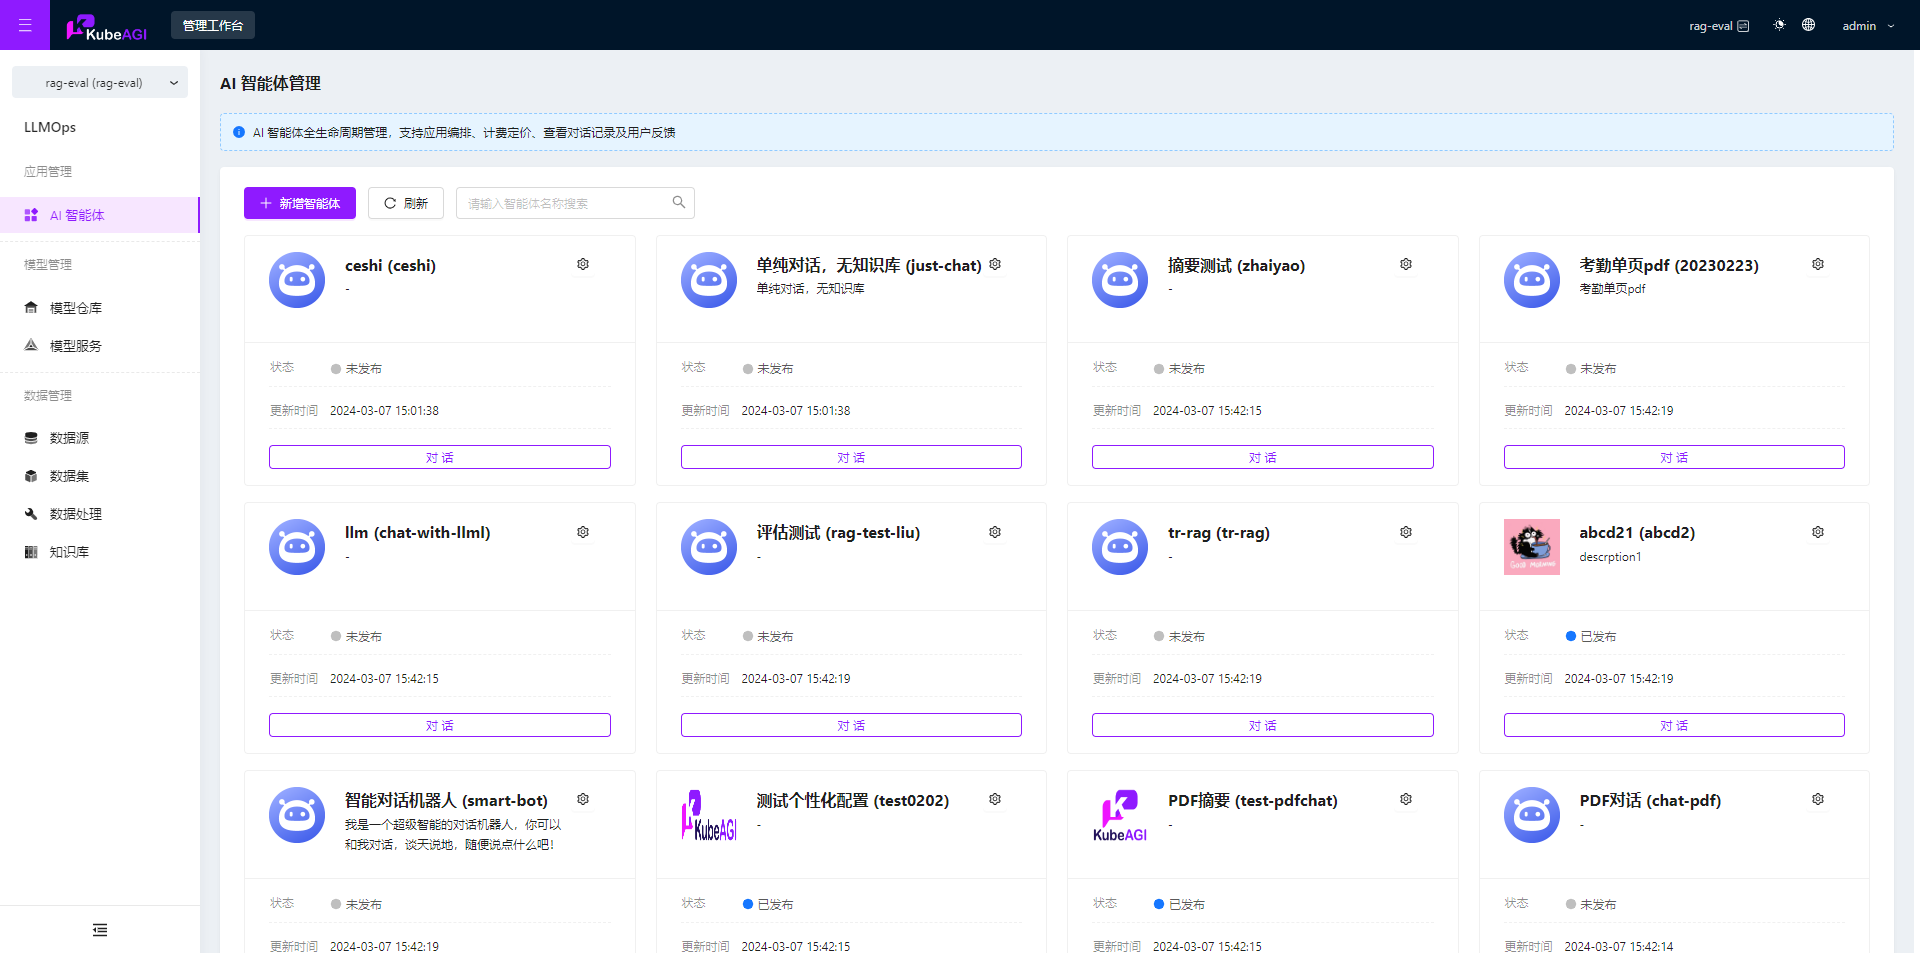 KubeAGI
管理工作台
rag-eval
admin
rag-eval (rag-eval)
LLMOps
应用管理
AI 智能体
模型管理
模型仓库
模型服务
数据管理
数据源
数据集
数据处理
知识库
AI 智能体管理
AI 智能体全生命周期管理，支持应用编排、计费定价、查看对话记录及用户反馈
新增智能体
刷新
请输入智能体名称搜索
ceshi (ceshi)
-
状态 未发布
更新时间 2024-03-07 15:01:38
对 话
单纯对话，无知识库 (just-chat)
单纯对话，无知识库
状态 未发布
更新时间 2024-03-07 15:01:38
对 话
摘要测试 (zhaiyao)
-
状态 未发布
更新时间 2024-03-07 15:42:15
对 话
考勤单页pdf (20230223)
考勤单页pdf
状态 未发布
更新时间 2024-03-07 15:42:19
对 话
llm (chat-with-llml)
-
状态 未发布
更新时间 2024-03-07 15:42:15
对 话
评估测试 (rag-test-liu)
-
状态 未发布
更新时间 2024-03-07 15:42:19
对 话
tr-rag (tr-rag)
-
状态 未发布
更新时间 2024-03-07 15:42:19
对 话
abcd21 (abcd2)
descrption1
状态 已发布
更新时间 2024-03-07 15:42:19
对 话
智能对话机器人 (smart-bot)
我是一个超级智能的对话机器人，你可以
和我对话，谈天说地，随便说点什么吧！
状态 未发布
更新时间 2024-03-07 15:42:19
KubeAGI
测试个性化配置 (test0202)
-
状态 已发布
更新时间 2024-03-07 15:42:15
KubeAGI
PDF摘要 (test-pdfchat)
-
状态 已发布
更新时间 2024-03-07 15:42:15
PDF对话 (chat-pdf)
-
状态 未发布
更新时间 2024-03-07 15:42:14